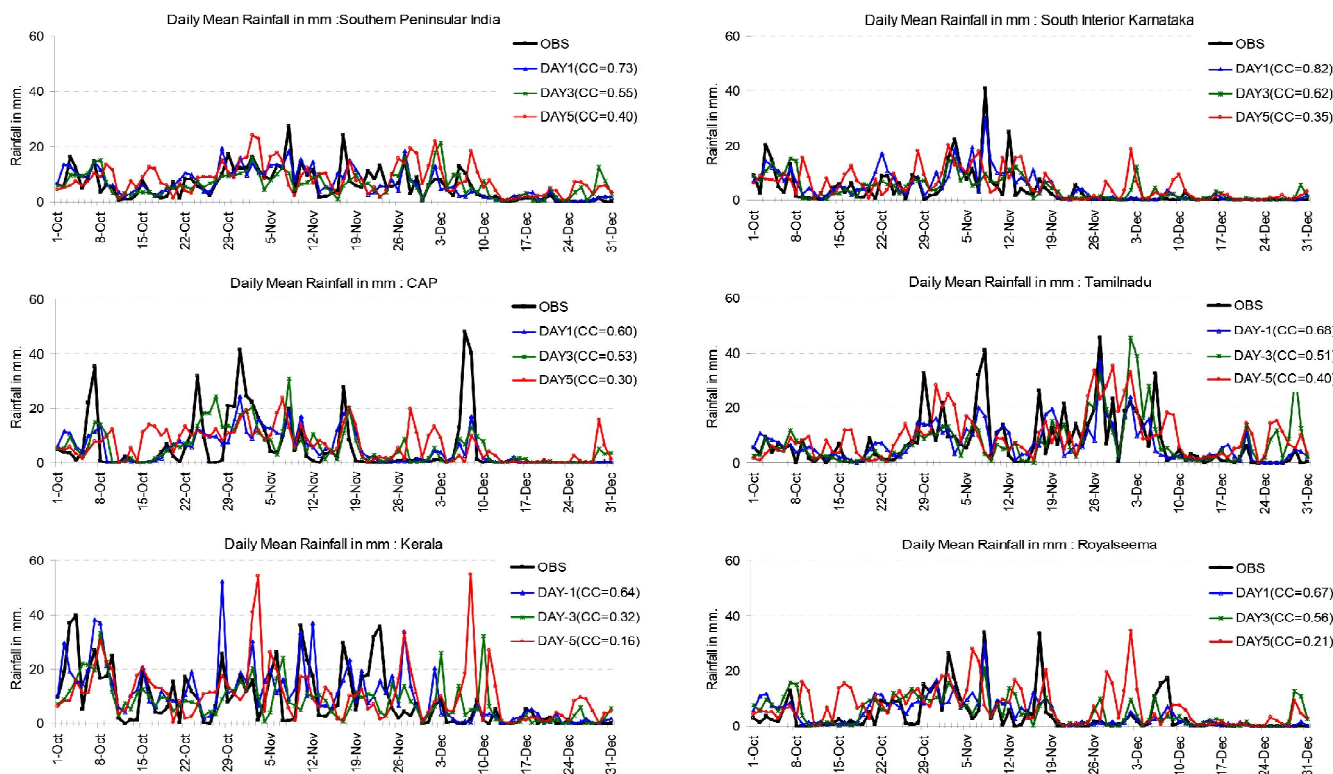 Daily Mean Rainfall in mm :Southern Peninsular India
60
40
20
0
Rainfall in mm.
OBS
DAY1(CC=0.73)
DAY3(CC=0.55)
DAY5(CC=0.40)
1-Oct
8-Oct
15-Oct
22-Oct
29-Oct
5-Nov
12-Nov
19-Nov
26-Nov
3-Dec
10-Dec
17-Dec
24-Dec
31-Dec
Daily Mean Rainfall in mm : South Interior Karnataka
60
40
20
0
Rainfall in mm.
OBS
DAY1(CC=0.82)
DAY3(CC=0.62)
DAY5(CC=0.35)
1-Oct
8-Oct
15-Oct
22-Oct
29-Oct
5-Nov
12-Nov
19-Nov
26-Nov
3-Dec
10-Dec
17-Dec
24-Dec
31-Dec
Daily Mean Rainfall in mm : CAP
60
40
20
0
Rainfall in mm.
OBS
DAY1(CC=0.60)
DAY3(CC=0.53)
DAY5(CC=0.30)
1-Oct
8-Oct
15-Oct
22-Oct
29-Oct
5-Nov
12-Nov
19-Nov
26-Nov
3-Dec
10-Dec
17-Dec
24-Dec
31-Dec
Daily Mean Rainfall in mm : Tamilnadu
60
40
20
0
Rainfall in mm.
OBS
DAY-1(CC=0.68)
DAY-3(CC=0.51)
DAY-5(CC=0.40)
1-Oct
8-Oct
15-Oct
22-Oct
29-Oct
5-Nov
12-Nov
19-Nov
26-Nov
3-Dec
10-Dec
17-Dec
24-Dec
31-Dec
Daily Mean Rainfall in mm : Kerala
60
40
20
0
Rainfall in mm.
OBS
DAY-1(CC=0.64)
DAY-3(CC=0.32)
DAY-5(CC=0.16)
1-Oct
8-Oct
15-Oct
22-Oct
29-Oct
5-Nov
12-Nov
19-Nov
26-Nov
3-Dec
10-Dec
17-Dec
24-Dec
31-Dec
Daily Mean Rainfall in mm : Royalseema
60
40
20
0
Rainfall in mm.
OBS
DAY1(CC=0.67)
DAY3(CC=0.56)
DAY5(CC=0.21)
1-Oct
8-Oct
15-Oct
22-Oct
29-Oct
5-Nov
12-Nov
19-Nov
26-Nov
3-Dec
10-Dec
17-Dec
24-Dec
31-Dec